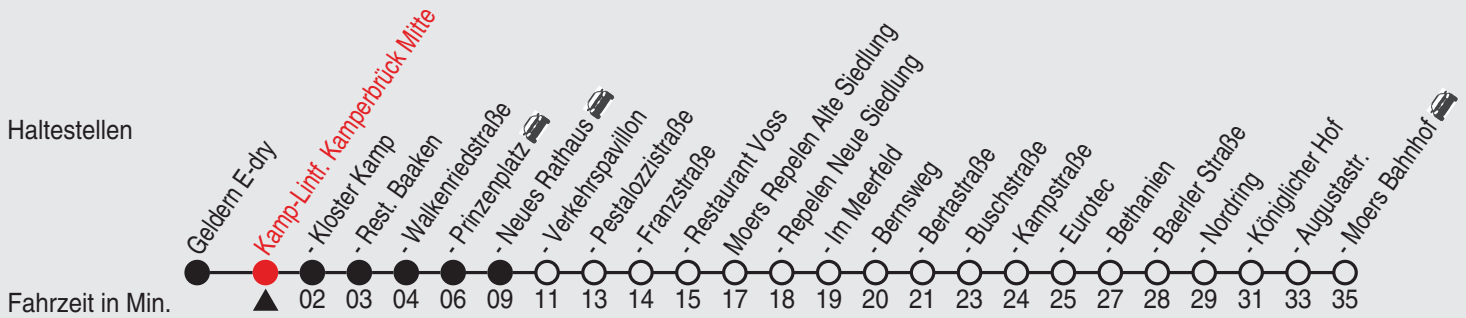 Haltestellen
Geldern E-dry
Kamp-Lintf. Kamperbrück Mitte
- Kloster Kamp
- Rest. Baaken
- Walkenriedstraße
- Prinzenplatz
- Neues Rathaus
- Verkehrspavillon
- Pestalozzistraße
- Franzstraße
- Restaurant Voss
Moers Repelen Alte Siedlung
- Repelen Neue Siedlung
- Im Meerfeld
- Bernsweg
- Bertastraße
- Buschstraße
- Kampstraße
- Eurotec
- Bethanien
- Baerler Straße
- Nordring
- Königlicher Hof
- Augustastr.
- Moers Bahnhof
Fahrzeit in Min. 02 03 04 06 09 11 13 14 15 17 18 19 20 21 23 24 25 27 28 29 31 33 35